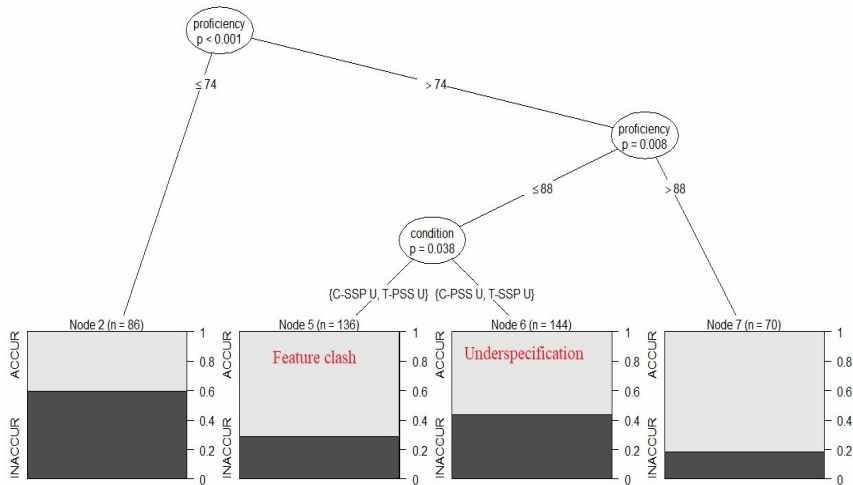 proficiency
p < 0.001
≤ 74
> 74
proficiency
p = 0.008
≤ 88
> 88
condition
p = 0.038
{C-SSP U, T-PSS U} {C-PSS U, T-SSP U}
Node 2 (n = 86)
ACCUR
INACCUR
1
0.8
0.6
0.4
0.2
0
Node 5 (n = 136)
Feature clash
ACCUR
INACCUR
1
0.8
0.6
0.4
0.2
0
Node 6 (n = 144)
Underspecification
ACCUR
INACCUR
1
0.8
0.6
0.4
0.2
0
Node 7 (n = 70)
ACCUR
INACCUR
1
0.8
0.6
0.4
0.2
0